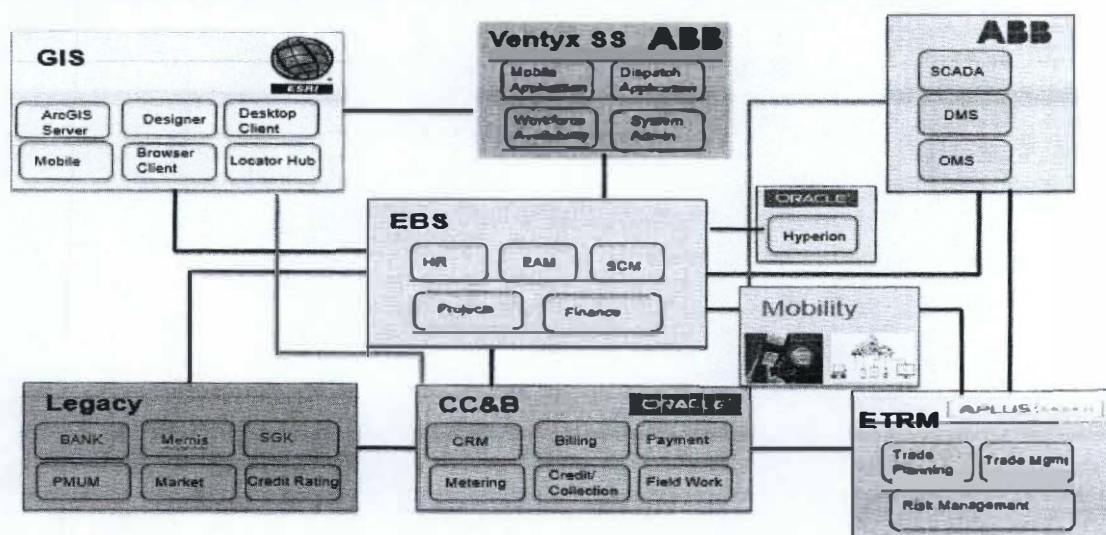 GIS
ESRI
ArcGIS Server
Designer
Desktop Client
Mobile
Browser Client
Locator Hub
Ventyx SS ABB
Mobile Application
Dispatch Application
Workforce Availability
System Admin
ABB
SCADA
DMS
OMS
ORACLE
Hyperion
EBS
HR
EAM
SCM
Projects
Finance
Mobility
Legacy
BANK
Mernis
SGK
PMUM
Market
Credit Rating
CC&B
ORACLE
CRM
Billing
Payment
Metering
Credit/ Collection
Field Work
ETRM
APLUS
Trade Planning
Trade Mgmt
Risk Management